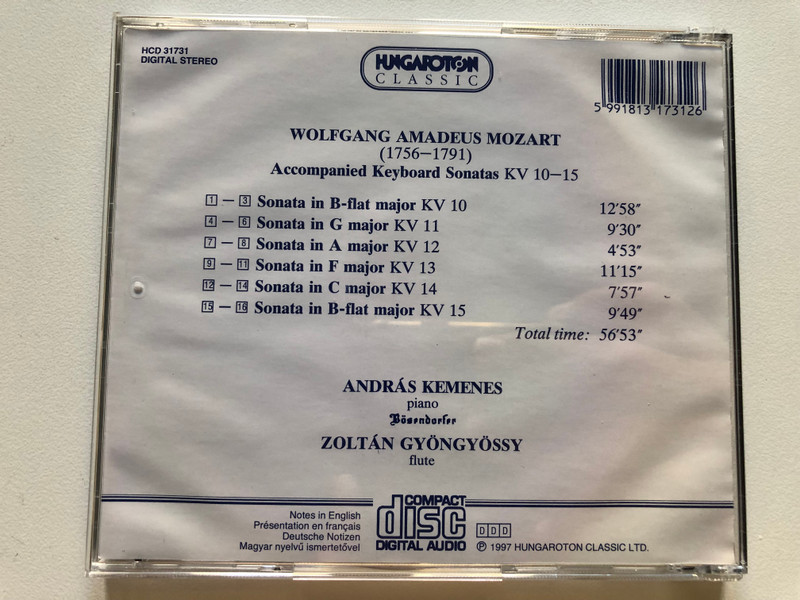 HCD 31731
DIGITAL STEREO
HUNGAROTON
CLASSIC
5 991813 173126
WOLFGANG AMADEUS MOZART
(1756—1791)
Accompanied Keyboard Sonatas KV 10—15
1 — 3 Sonata in B-flat major KV 10 12′58″
4 — 6 Sonata in G major KV 11 9′30″
7 — 8 Sonata in A major KV 12 4′53″
9 — 11 Sonata in F major KV 13 11′15″
12 — 14 Sonata in C major KV 14 7′57″
15 — 16 Sonata in B-flat major KV 15 9′49″
Total time: 56′53″
ANDRÁS KEMENES
piano
Bösendorfer
ZOLTÁN GYÖNGYÖSSY
flute
Notes in English
Présentation en français
Deutsche Notizen
Magyar nyelvű ismertetővel
COMPACT
disc
DIGITAL AUDIO
D D D
℗ 1997 HUNGAROTON CLASSIC LTD.